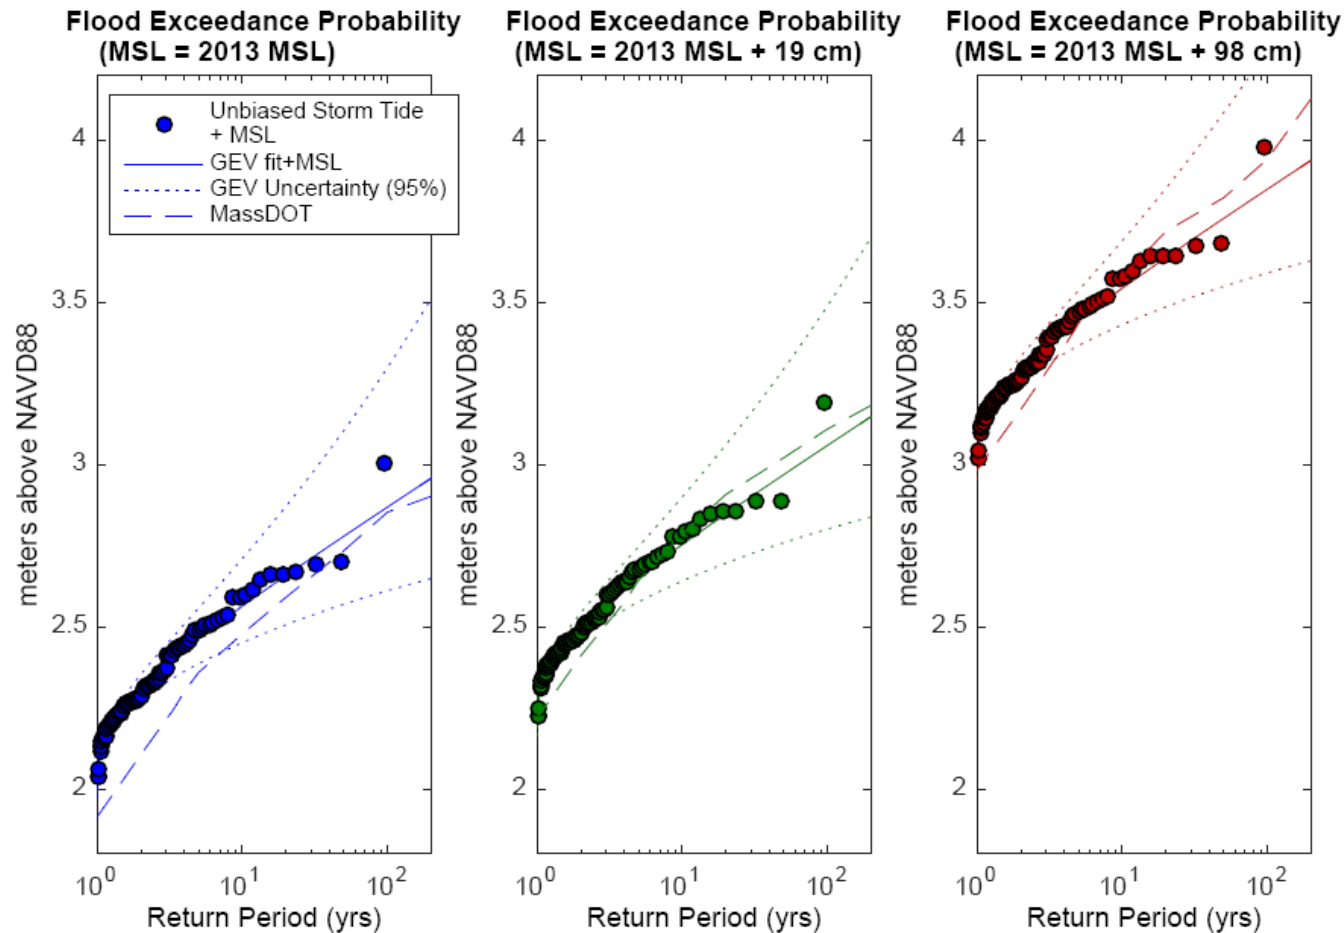 Flood Exceedance Probability
(MSL = 2013 MSL)
Flood Exceedance Probability
(MSL = 2013 MSL + 19 cm)
Flood Exceedance Probability
(MSL = 2013 MSL + 98 cm)
Unbiased Storm Tide
+ MSL
GEV fit+MSL
GEV Uncertainty (95%)
MassDOT
meters above NAVD88
4
3.5
3
2.5
2
10^0
10^1
10^2
Return Period (yrs)
meters above NAVD88
4
3.5
3
2.5
2
10^0
10^1
10^2
Return Period (yrs)
meters above NAVD88
4
3.5
3
2.5
2
10^0
10^1
10^2
Return Period (yrs)